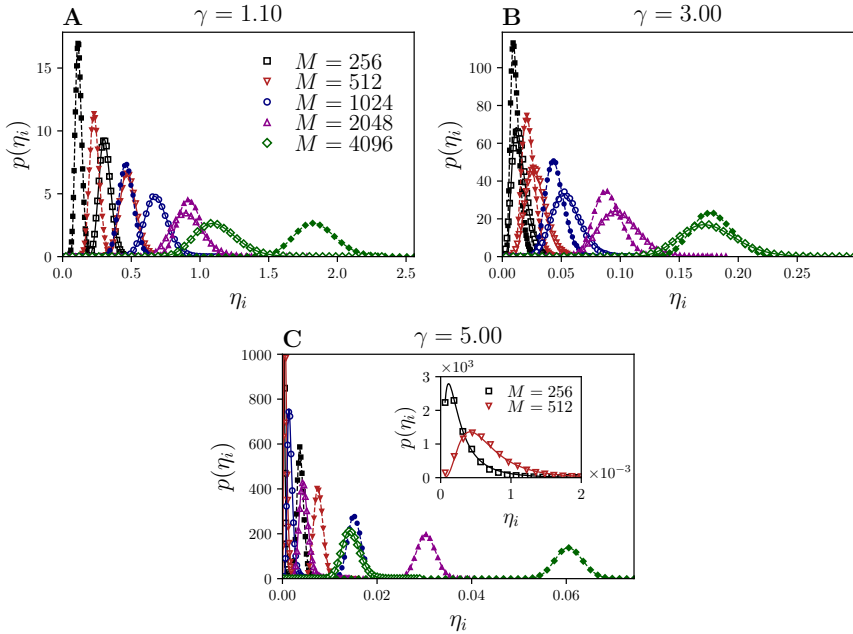 A γ = 1.10
p(η_i)
15
10
5
0
0.0 0.5 1.0 1.5 2.0 2.5
η_i
M = 256
M = 512
M = 1024
M = 2048
M = 4096
B γ = 3.00
p(η_i)
100
80
60
40
20
0
0.00 0.05 0.10 0.15 0.20 0.25
η_i
C γ = 5.00
p(η_i)
1000
800
600
400
200
0
0.00 0.02 0.04 0.06
η_i
×10³
p(η_i)
3
2
1
0
0 1 2
×10⁻³
η_i
M = 256
M = 512